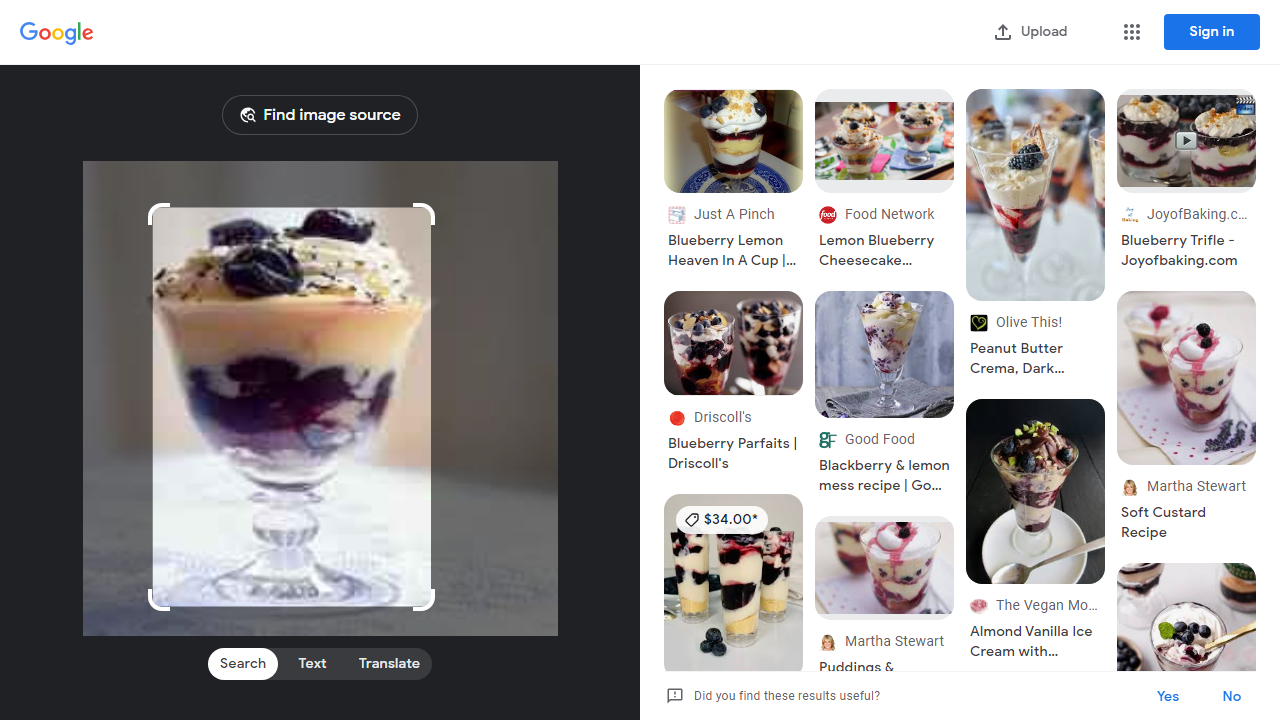 Google
Upload
Sign in
Find image source
Search
Text
Translate
Just A Pinch
Blueberry Lemon
Heaven In A Cup |...
Food Network
Lemon Blueberry
Cheesecake...
Olive This!
Peanut Butter
Crema, Dark...
JoyofBaking.c...
Blueberry Trifle -
Joyofbaking.com
Driscoll's
Blueberry Parfaits |
Driscoll's
Good Food
Blackberry & lemon
mess recipe | Go...
Martha Stewart
Soft Custard
Recipe
$34.00*
Martha Stewart
Puddings &
The Vegan Mo...
Almond Vanilla Ice
Cream with...
Did you find these results useful?
Yes
No